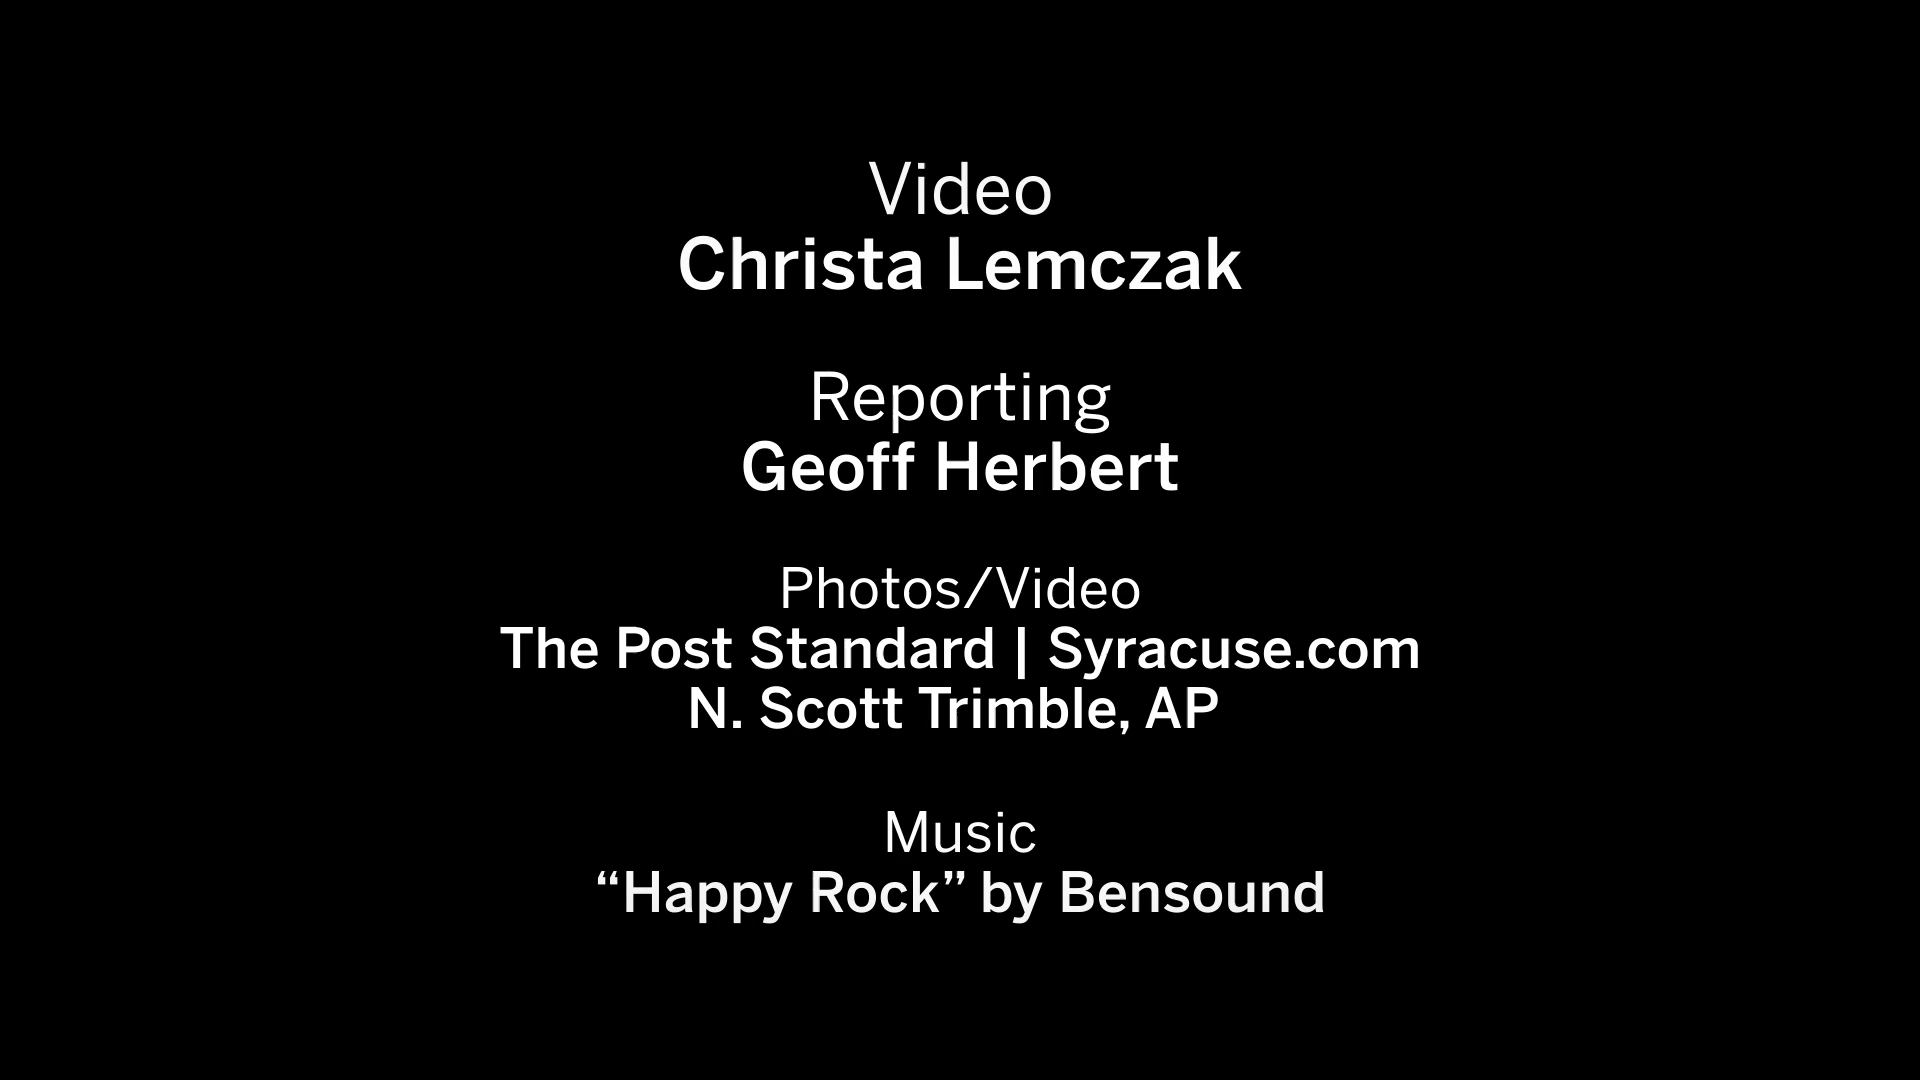 Video
Christa Lemczak
Reporting
Geoff Herbert
Photos/Video
The Post Standard | Syracuse.com
N. Scott Trimble, AP
Music
“Happy Rock” by Bensound